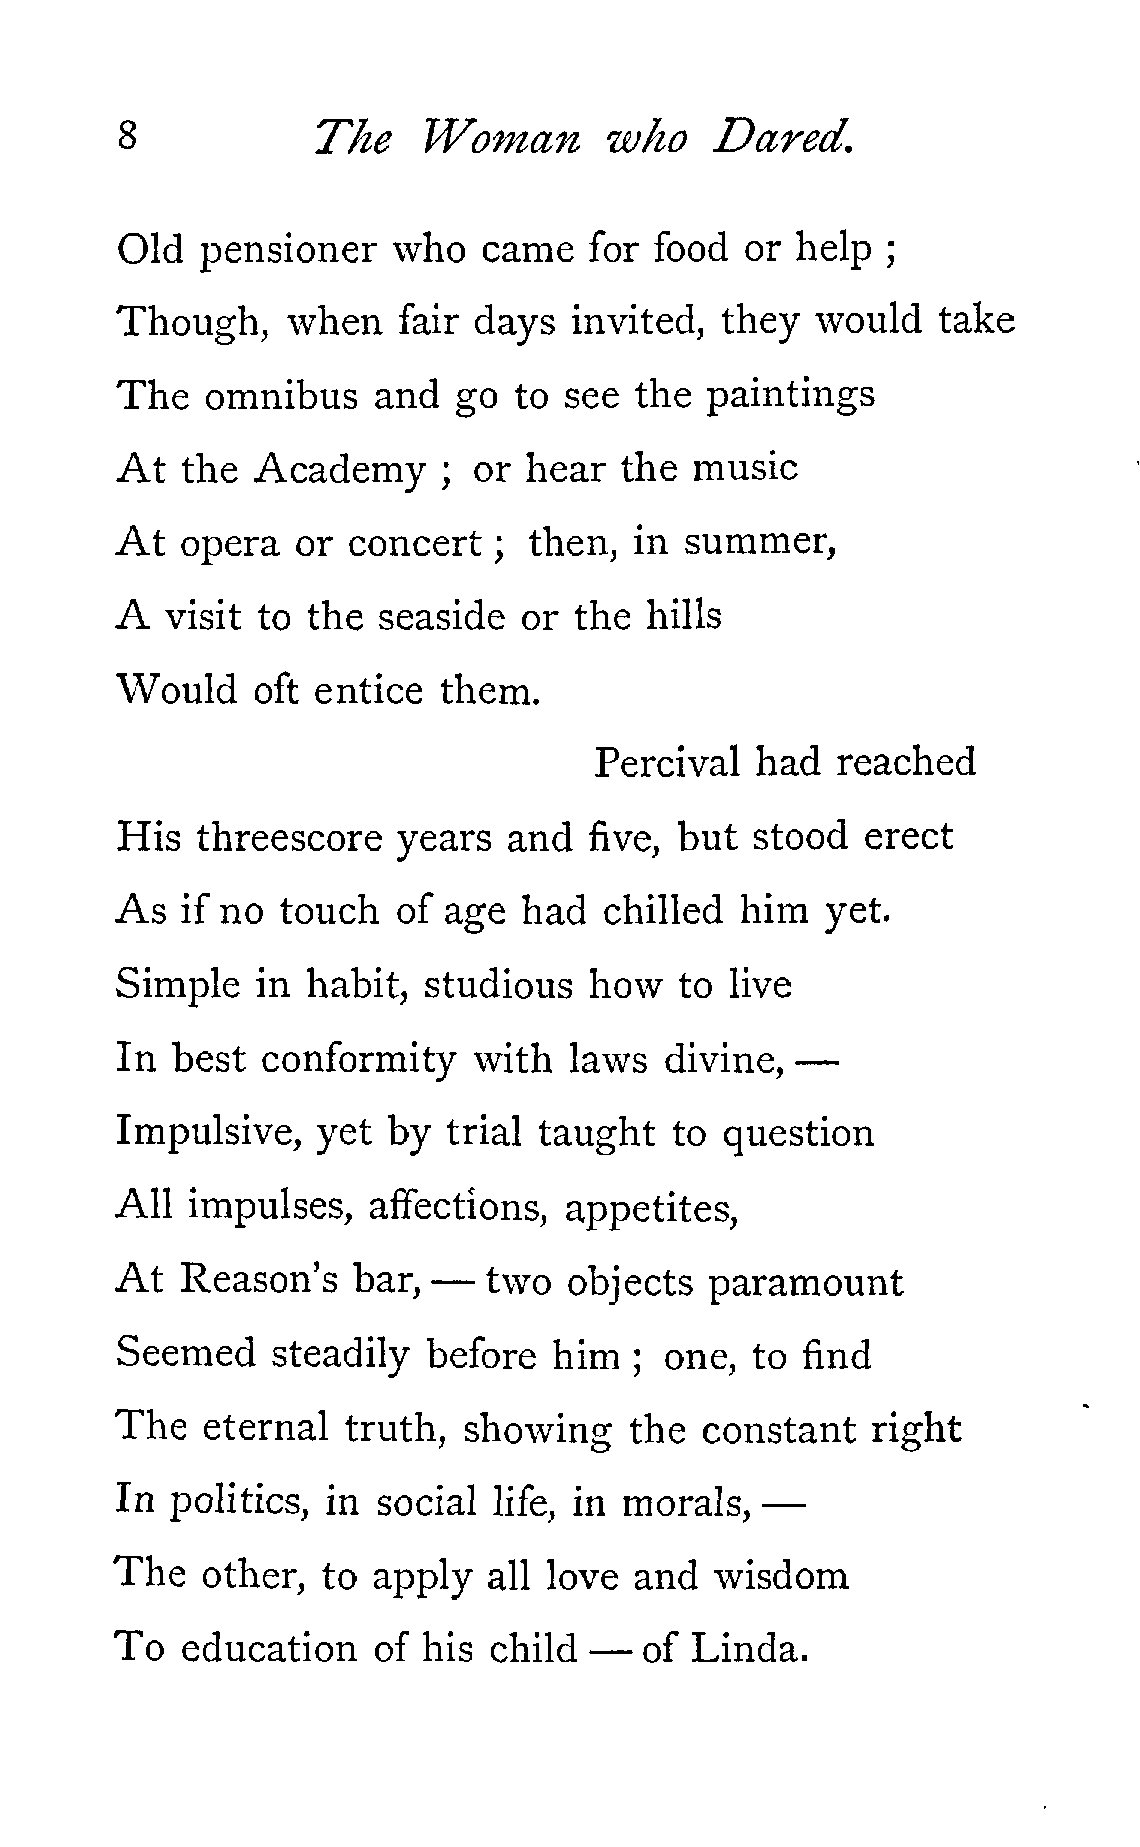 8 The Woman who Dared.
Old pensioner who came for food or help ;
Though, when fair days invited, they would take
The omnibus and go to see the paintings
At the Academy ; or hear the music
At opera or concert ; then, in summer,
A visit to the seaside or the hills
Would oft entice them.
Percival had reached
His threescore years and five, but stood erect
As if no touch of age had chilled him yet.
Simple in habit, studious how to live
In best conformity with laws divine, —
Impulsive, yet by trial taught to question
All impulses, affections, appetites,
At Reason's bar, — two objects paramount
Seemed steadily before him ; one, to find
The eternal truth, showing the constant right
In politics, in social life, in morals, —
The other, to apply all love and wisdom
To education of his child — of Linda.